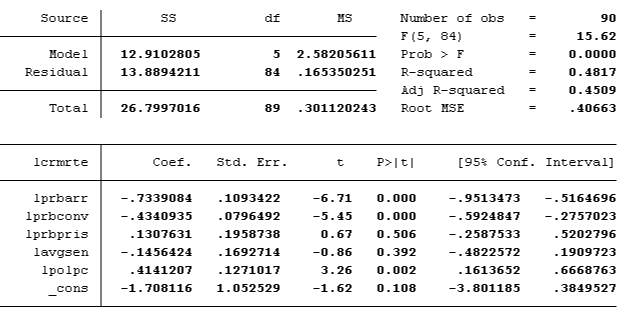 Source SS df MS Number of obs = 90
F(5, 84) = 15.62
Model 12.9102805 5 2.58205611 Prob > F = 0.0000
Residual 13.8894211 84 .165350251 R-squared = 0.4817
Adj R-squared = 0.4509
Total 26.7997016 89 .301120243 Root MSE = .40663
lcrmrte Coef. Std. Err. t P>|t| [95% Conf. Interval]
lprbarr -.7339084 .1093422 -6.71 0.000 -.9513473 -.5164696
lprbconv -.4340935 .0796492 -5.45 0.000 -.5924847 -.2757023
lprbpris .1307631 .1958738 0.67 0.506 -.2587533 .5202796
lavgsen -.1456424 .1692714 -0.86 0.392 -.4822572 .1909723
lpolpc .4141207 .1271017 3.26 0.002 .1613652 .6668763
_cons -1.708116 1.052529 -1.62 0.108 -3.801185 .3849527